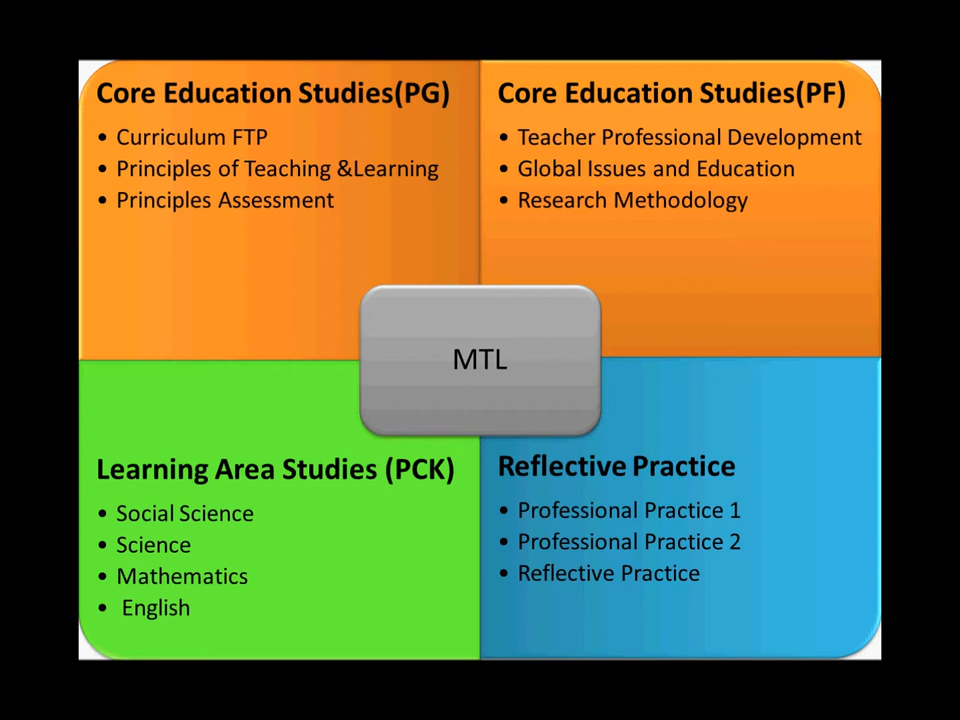 Core Education Studies(PG)
• Curriculum FTP
• Principles of Teaching &Learning
• Principles Assessment
Core Education Studies(PF)
• Teacher Professional Development
• Global Issues and Education
• Research Methodology
MTL
Learning Area Studies (PCK)
• Social Science
• Science
• Mathematics
• English
Reflective Practice
• Professional Practice 1
• Professional Practice 2
• Reflective Practice